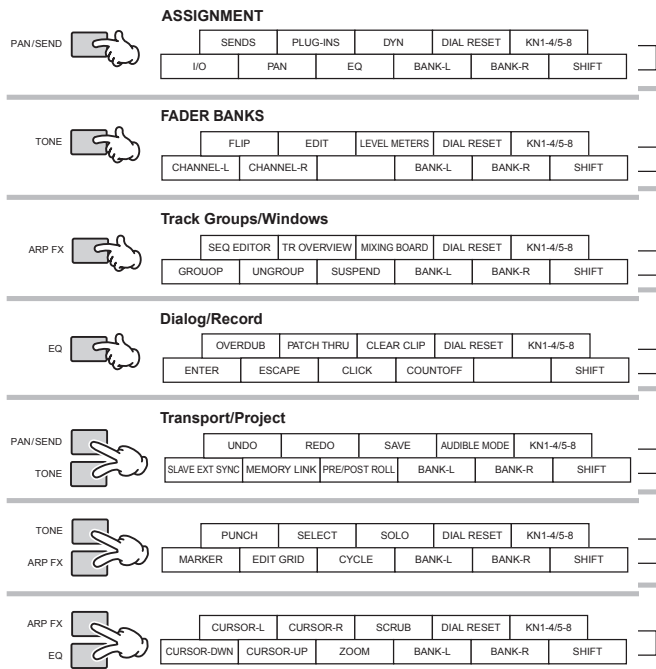 ASSIGNMENT
PAN/SEND
SENDS PLUG-INS DYN DIAL RESET KN1-4/5-8
I/O PAN EQ BANK-L BANK-R SHIFT
FADER BANKS
TONE
FLIP EDIT LEVEL METERS DIAL RESET KN1-4/5-8
CHANNEL-L CHANNEL-R BANK-L BANK-R SHIFT
Track Groups/Windows
ARP FX
SEQ EDITOR TR OVERVIEW MIXING BOARD DIAL RESET KN1-4/5-8
GROUOP UNGROUP SUSPEND BANK-L BANK-R SHIFT
Dialog/Record
EQ
OVERDUB PATCH THRU CLEAR CLIP DIAL RESET KN1-4/5-8
ENTER ESCAPE CLICK COUNTOFF SHIFT
Transport/Project
PAN/SEND
UNDO REDO SAVE AUDIBLE MODE KN1-4/5-8
TONE
SLAVE EXT SYNC MEMORY LINK PRE/POST ROLL BANK-L BANK-R SHIFT
TONE
PUNCH SELECT SOLO DIAL RESET KN1-4/5-8
ARP FX
MARKER EDIT GRID CYCLE BANK-L BANK-R SHIFT
ARP FX
CURSOR-L CURSOR-R SCRUB DIAL RESET KN1-4/5-8
EQ
CURSOR-DWN CURSOR-UP ZOOM BANK-L BANK-R SHIFT